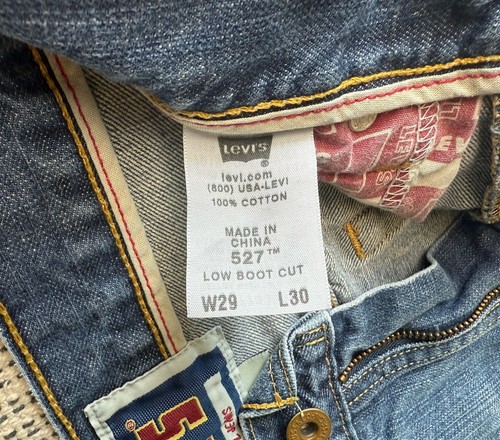 Levi's
®
levi.com
(800) USA-LEVI
100% COTTON
MADE IN
CHINA
527™
LOW BOOT CUT
W29 L30